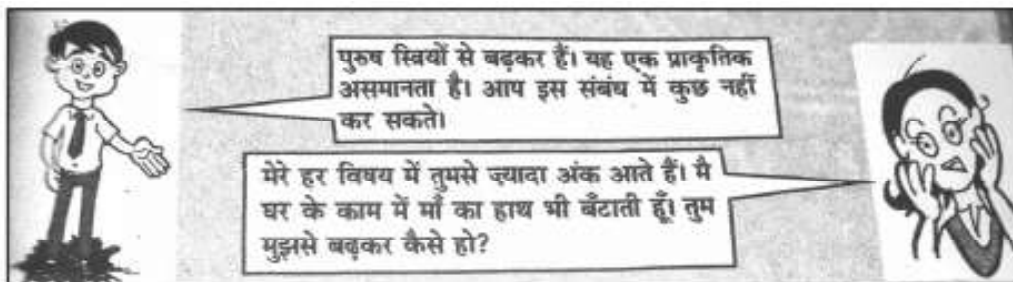 पुरुष स्त्रियों से बढ़कर हैं। यह एक प्राकृतिक
असमानता है। आप इस संबंध में कुछ नहीं
कर सकते।
मेरे हर विषय में तुमसे ज़्यादा अंक आते हैं। मै
घर के काम में माँ का हाथ भी बँटाती हूँ। तुम
मुझसे बढ़कर कैसे हो?